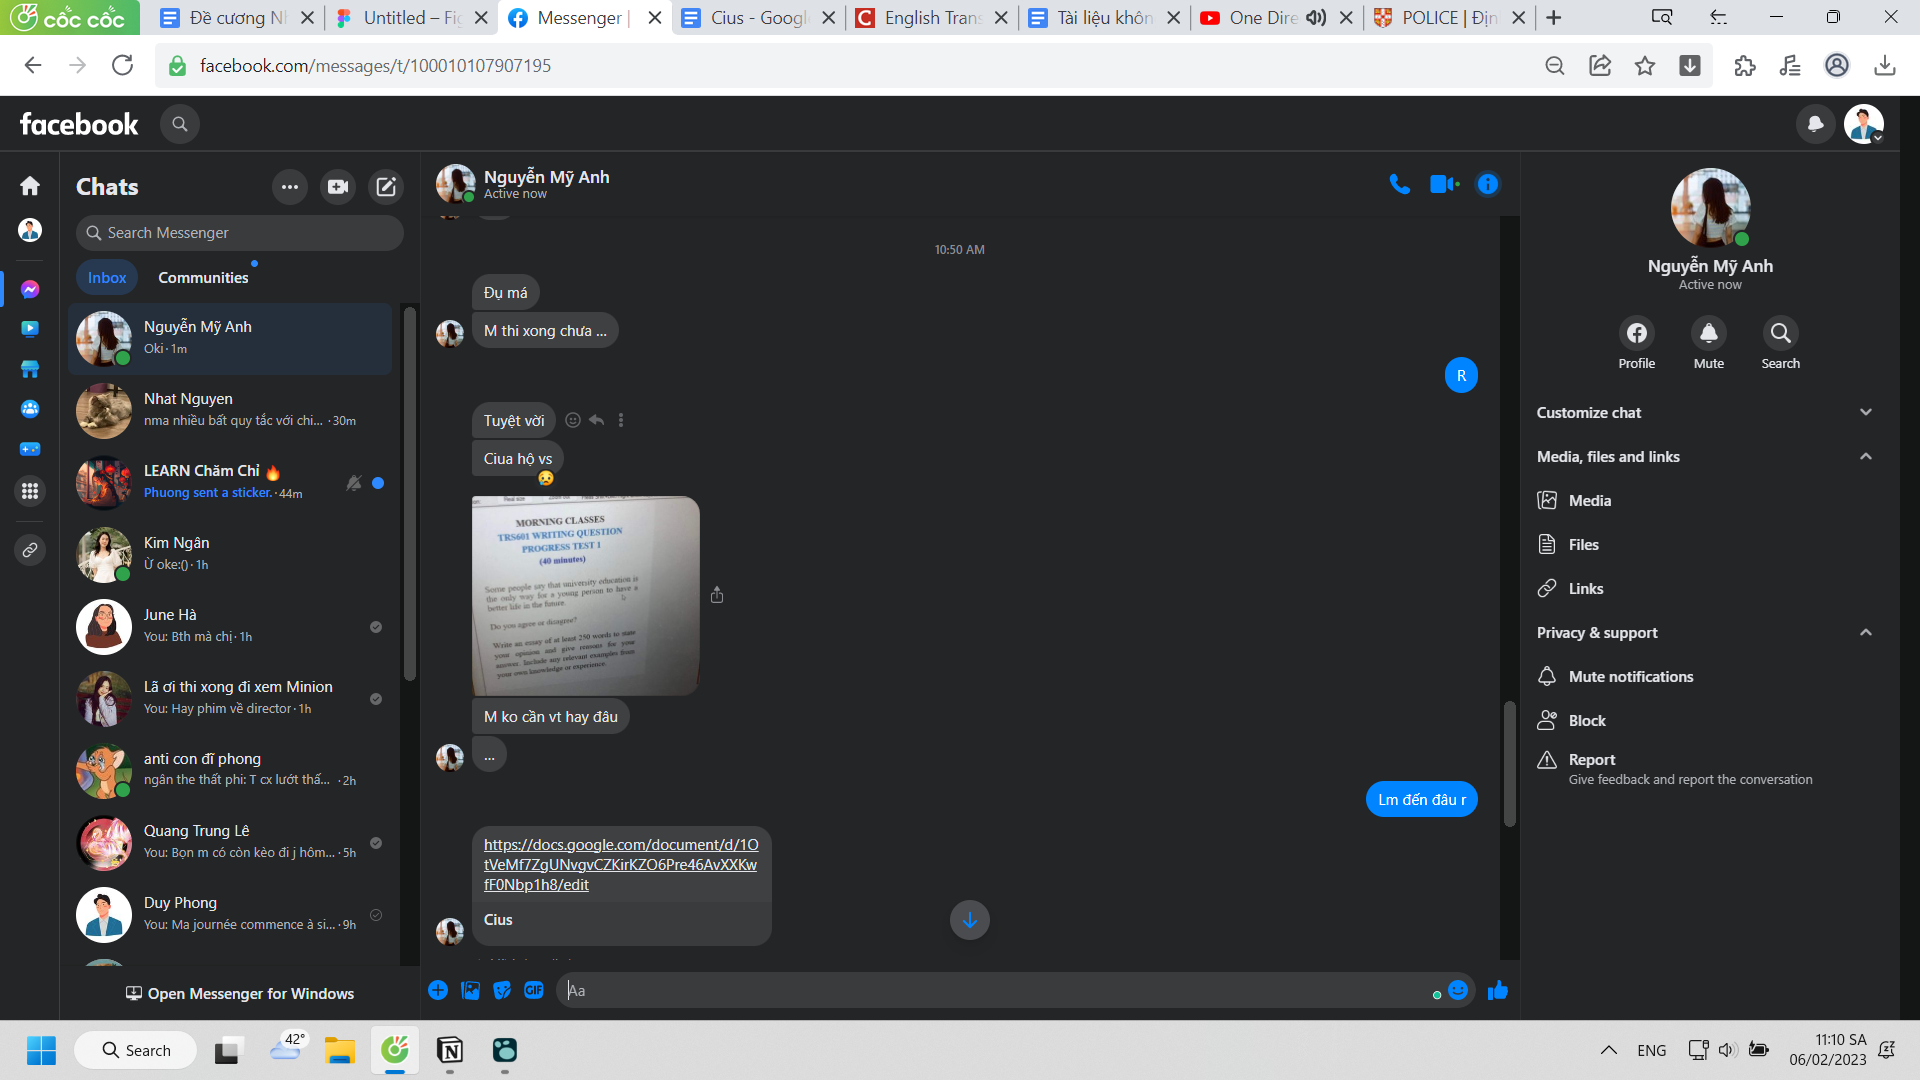 cốc cốc
Đề cương Nh
Untitled – Fig
Messenger |
Cius - Google
English Trans
Tài liệu khôn
One Dire
POLICE | Địn
facebook.com/messages/t/100010107907195
facebook
Chats
Search Messenger
Inbox
Communities
Nguyễn Mỹ Anh
Oki · 1m
Nhat Nguyen
nma nhiều bất quy tắc với chi... · 30m
LEARN Chăm Chỉ 🔥
Phuong sent a sticker. · 44m
Kim Ngân
Ừ oke:() · 1h
June Hà
You: Bth mà chị · 1h
Lã ơi thi xong đi xem Minion
You: Hay phim về director · 1h
anti con đĩ phong
ngân the thất phi: T cx lướt thấ... · 2h
Quang Trung Lê
You: Bọn m có còn kèo đi j hôm... · 5h
Duy Phong
You: Ma journée commence à si... · 9h
Open Messenger for Windows
Nguyễn Mỹ Anh
Active now
10:50 AM
Đụ má
M thi xong chưa ...
R
Tuyệt vời
Ciua hộ vs
MORNING CLASSES
TRS601 WRITING QUESTION
PROGRESS TEST 1
(40 minutes)
Some people say that university education is
the only way for a young person to have a
better life in the future.
Do you agree or disagree?
Write an essay of at least 250 words to state
your opinion and give reasons for your
answer. Include any relevant examples from
your own knowledge or experience.
M ko cần vt hay đâu
...
Lm đến đâu r
https://docs.google.com/document/d/1O
tVeMf7ZgUNvgvCZKirKZO6Pre46AvXXKw
fF0Nbp1h8/edit
Cius
GIF
Aa
Nguyễn Mỹ Anh
Active now
Profile
Mute
Search
Customize chat
Media, files and links
Media
Files
Links
Privacy & support
Mute notifications
Block
Report
Give feedback and report the conversation
Search
42°
ENG
11:10 SA
06/02/2023